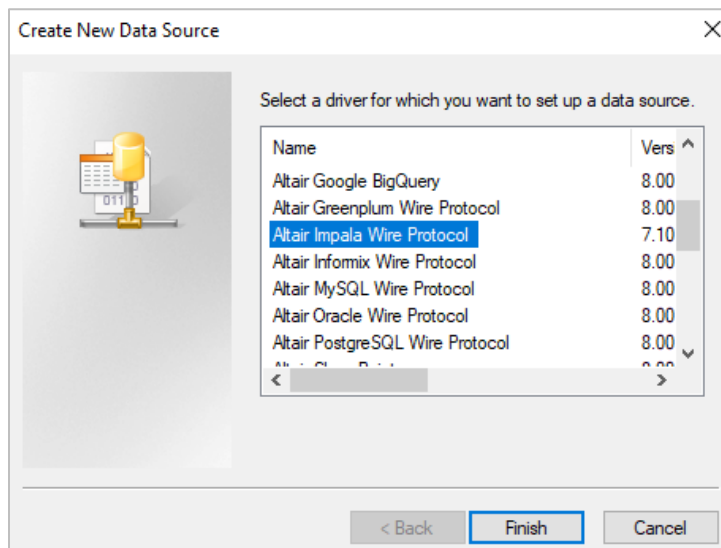 Create New Data Source
Select a driver for which you want to set up a data source.
Name Vers
Altair Google BigQuery 8.00
Altair Greenplum Wire Protocol 8.00
Altair Impala Wire Protocol 7.10
Altair Informix Wire Protocol 8.00
Altair MySQL Wire Protocol 8.00
Altair Oracle Wire Protocol 8.00
Altair PostgreSQL Wire Protocol 8.00
< Back Finish Cancel